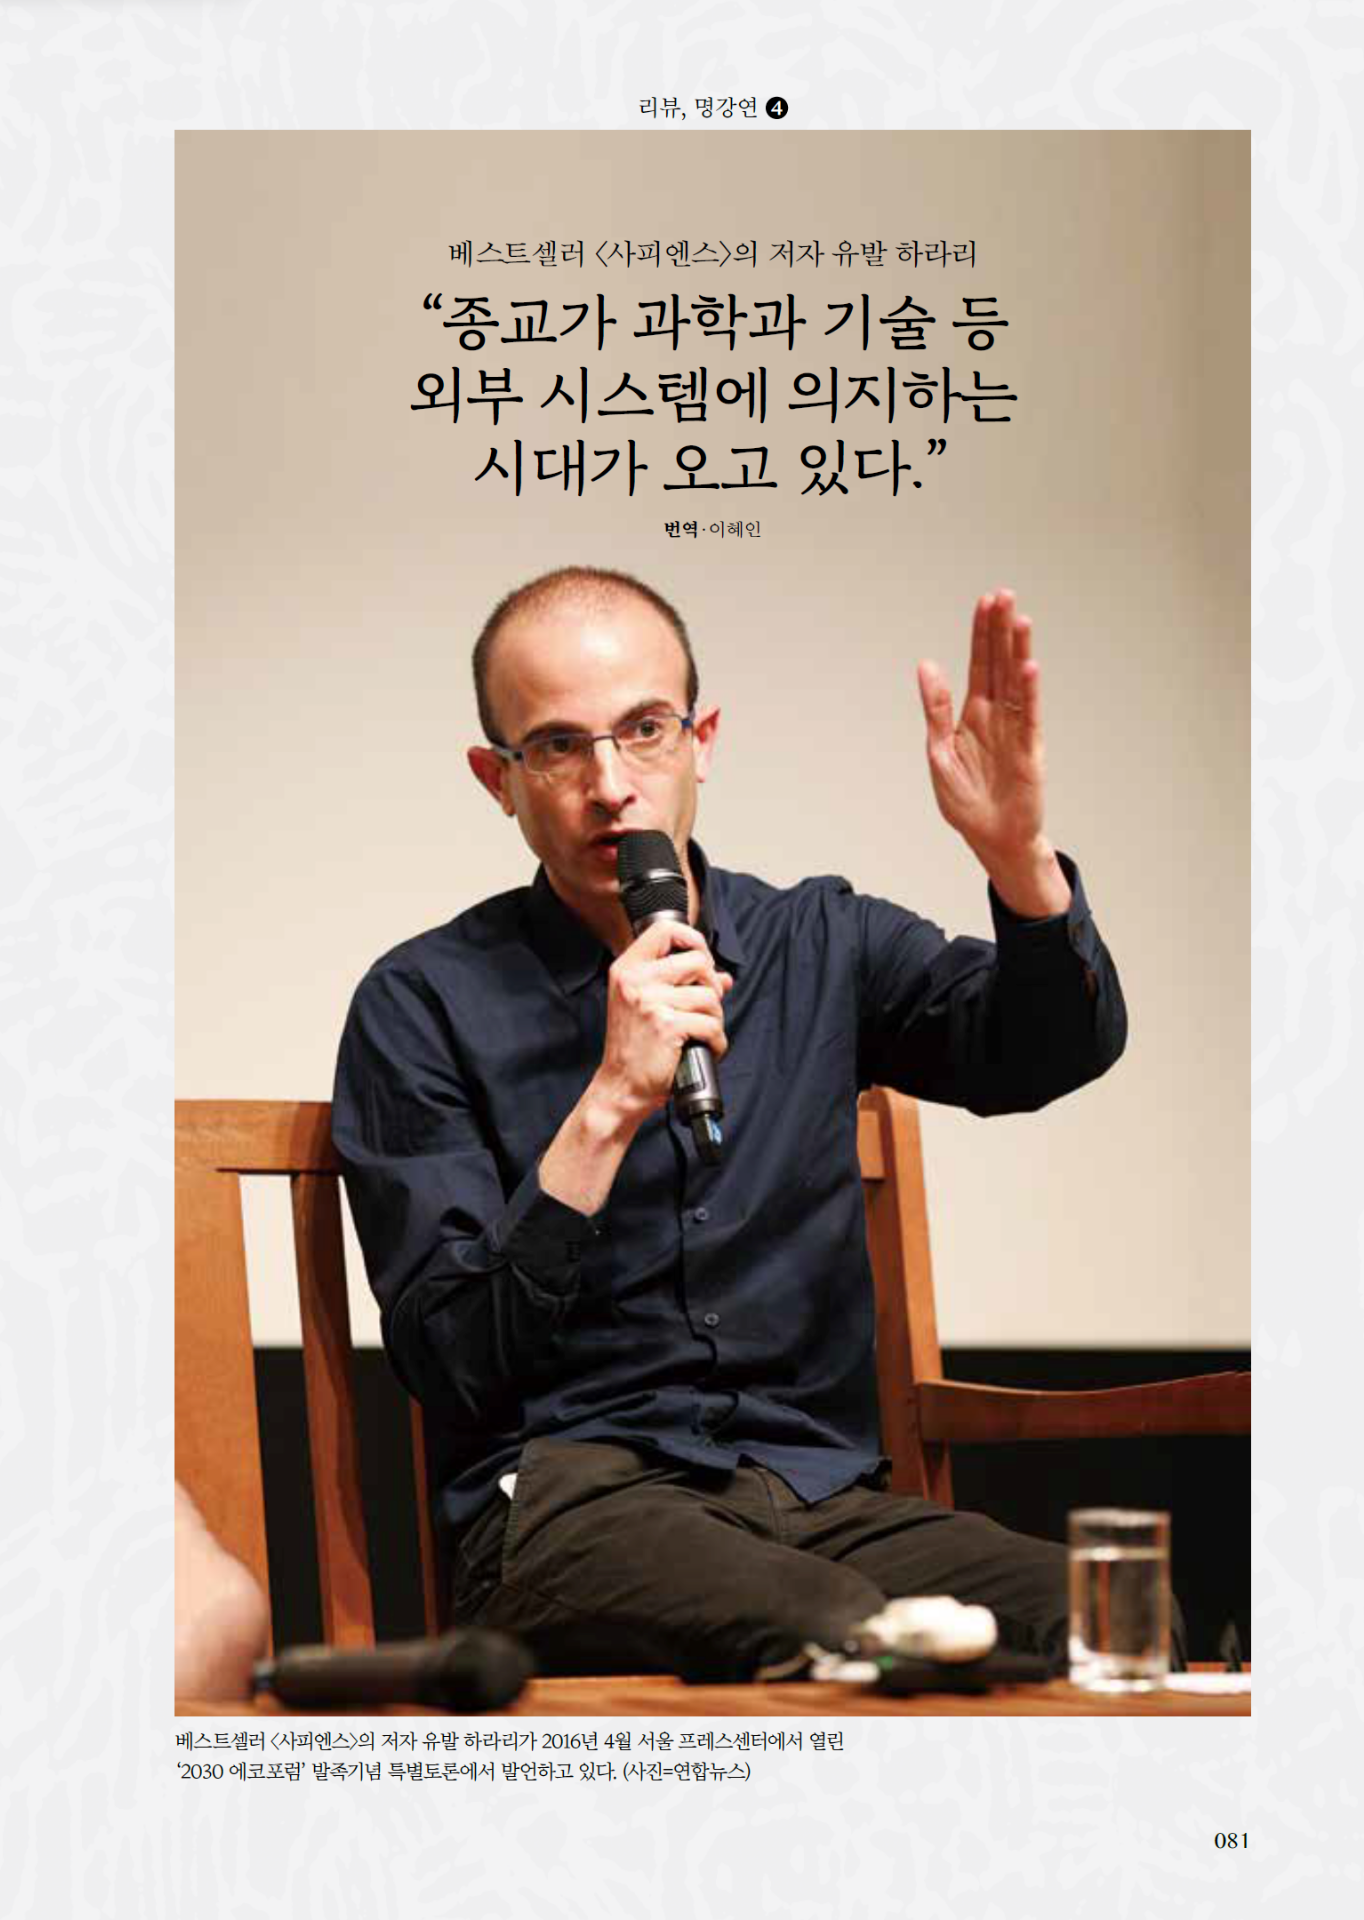 리뷰, 명강연 4
베스트셀러 〈사피엔스〉의 저자 유발 하라리
“종교가 과학과 기술 등
외부 시스템에 의지하는
시대가 오고 있다.”
번역·이혜인
베스트셀러 〈사피엔스〉의 저자 유발 하라리가 2016년 4월 서울 프레스센터에서 열린
‘2030 에코포럼’ 발족기념 특별토론에서 발언하고 있다. (사진=연합뉴스)
081